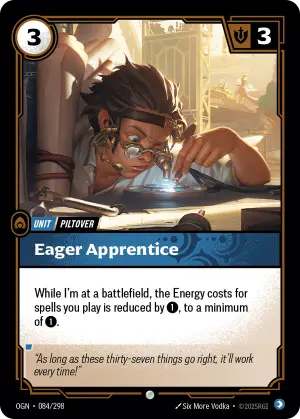 3
3
UNIT PILTOVER
Eager Apprentice
While I'm at a battlefield, the Energy costs for
spells you play is reduced by 1, to a minimum
of 1.
"As long as these thirty-seven things go right, it'll work
every time!"
OGN • 084/298 Six More Vodka • ©2025RGI